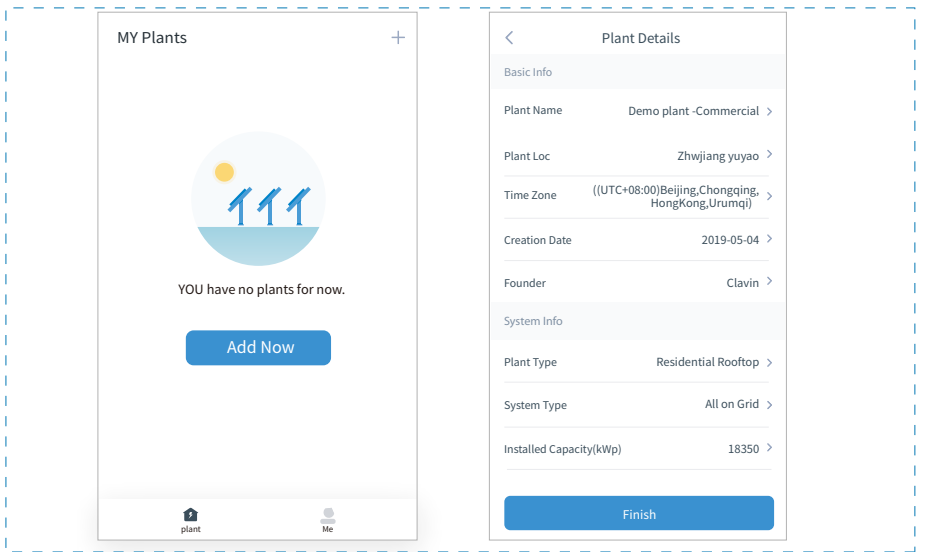 MY Plants
YOU have no plants for now.
Add Now
plant
Me
Plant Details
Basic Info
Plant Name
Demo plant -Commercial
Plant Loc
Zhwjiang yuyao
Time Zone
((UTC+08:00)Beijing,Chongqing,
HongKong,Urumqi)
Creation Date
2019-05-04
Founder
Clavin
System Info
Plant Type
Residential Rooftop
System Type
All on Grid
Installed Capacity(kWp)
18350
Finish